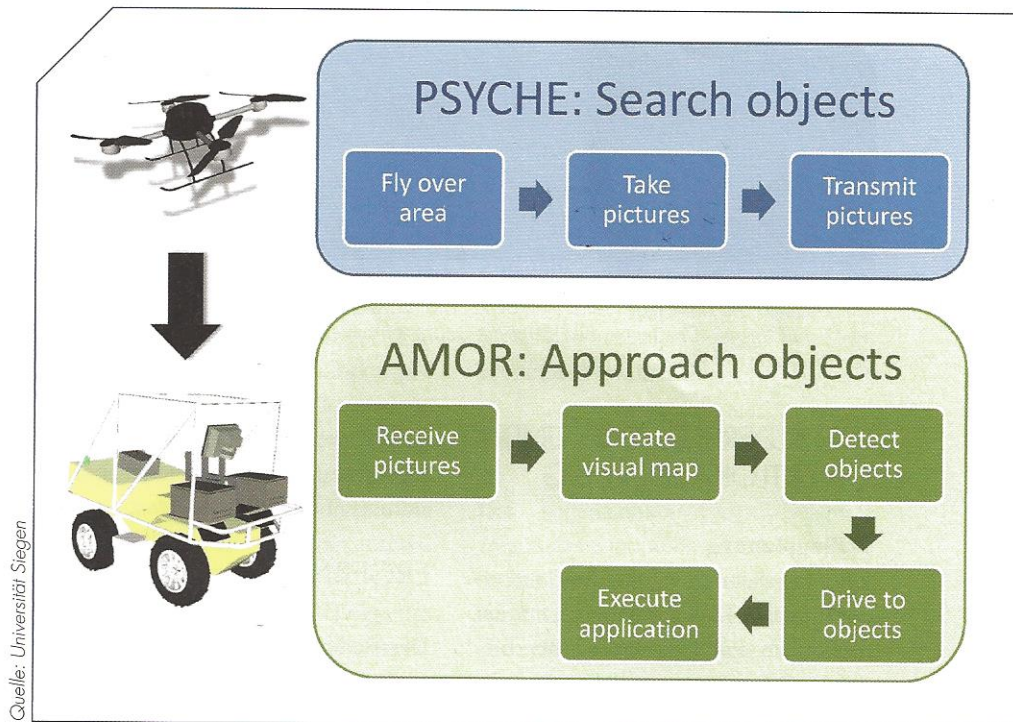 PSYCHE: Search objects
Fly over
area
Take
pictures
Transmit
pictures
AMOR: Approach objects
Receive
pictures
Create
visual map
Detect
objects
Execute
application
Drive to
objects
Quelle: Universität Siegen